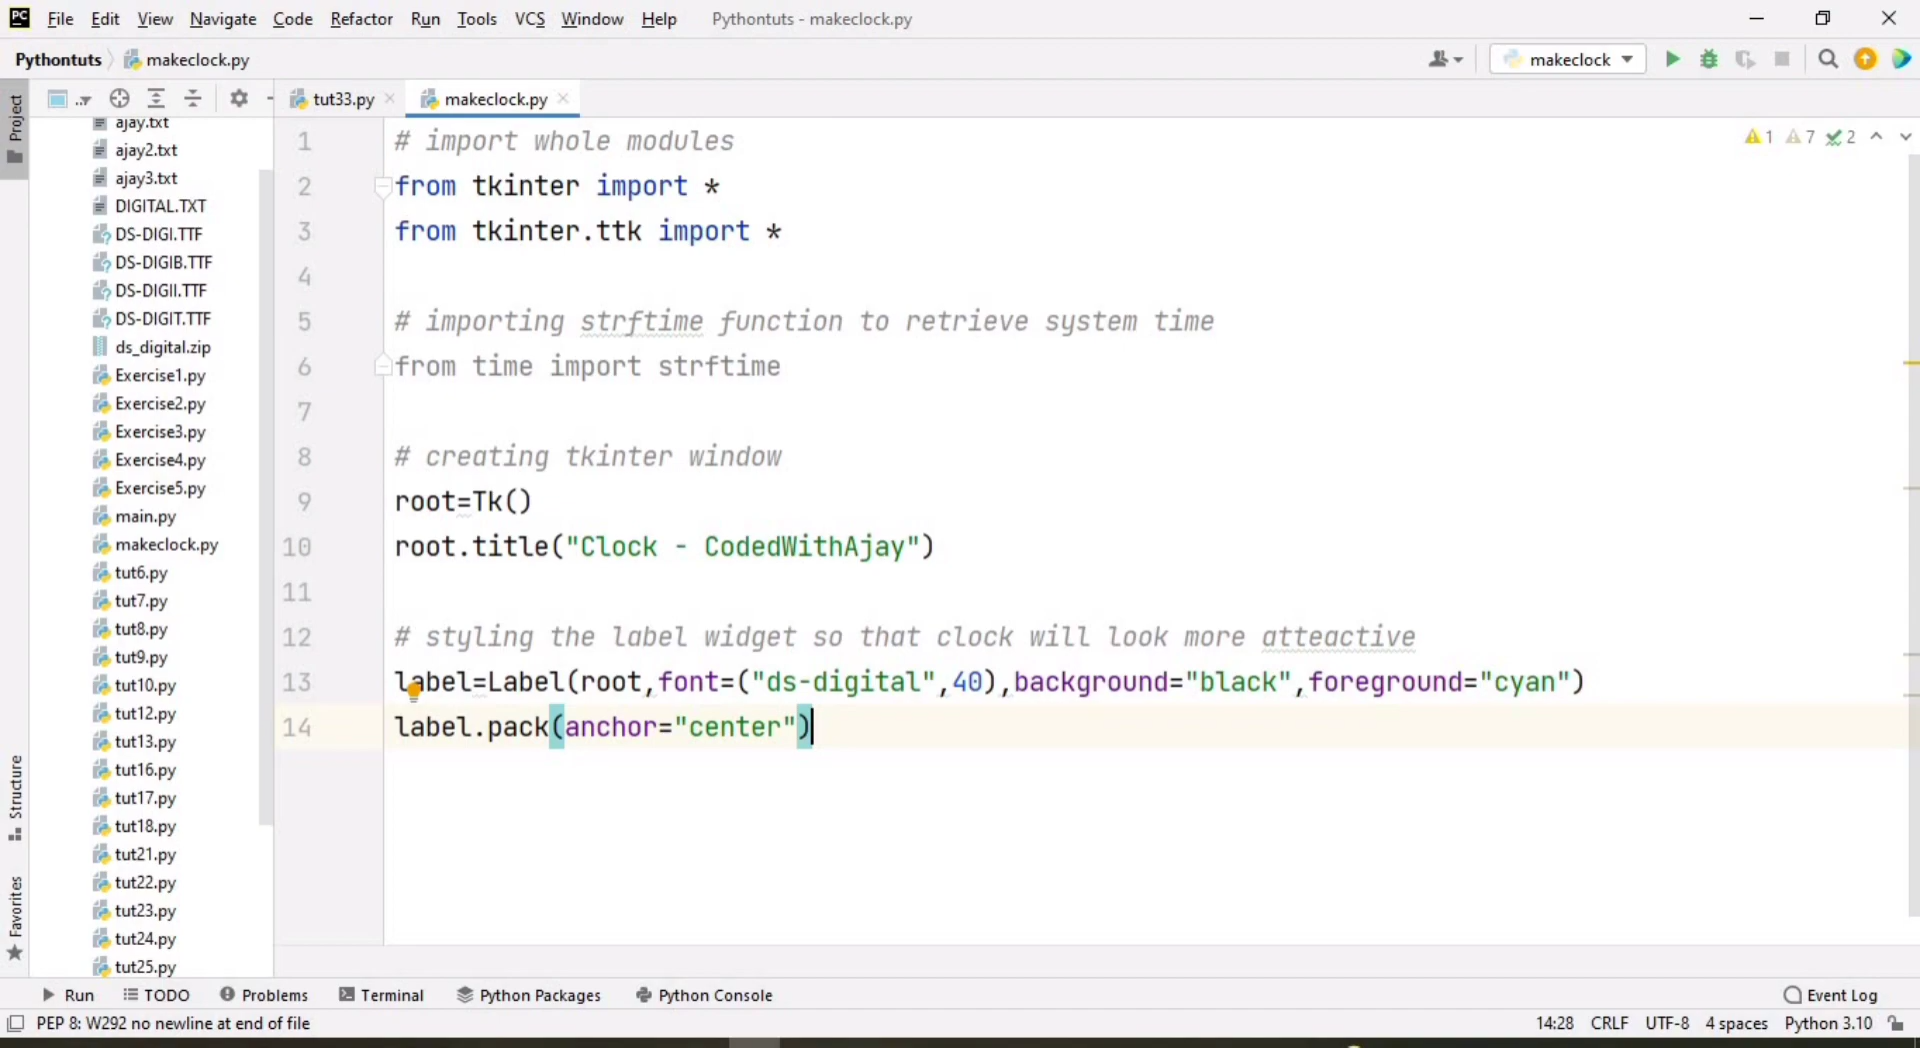 PC File Edit View Navigate Code Refactor Run Tools VCS Window Help Pythontuts - makeclock.py
Pythontuts makeclock.py makeclock
Project
tut33.py makeclock.py
ajay.txt
ajay2.txt
ajay3.txt
DIGITAL.TXT
DS-DIGI.TTF
DS-DIGIB.TTF
DS-DIGII.TTF
DS-DIGIT.TTF
ds_digital.zip
Exercise1.py
Exercise2.py
Exercise3.py
Exercise4.py
Exercise5.py
main.py
makeclock.py
tut6.py
tut7.py
tut8.py
tut9.py
tut10.py
tut12.py
tut13.py
tut16.py
tut17.py
tut18.py
tut21.py
tut22.py
tut23.py
tut24.py
tut25.py
1 # import whole modules
2 from tkinter import *
3 from tkinter.ttk import *
4
5 # importing strftime function to retrieve system time
6 from time import strftime
7
8 # creating tkinter window
9 root=Tk()
10 root.title("Clock - CodedWithAjay")
11
12 # styling the label widget so that clock will look more atteactive
13 label=Label(root,font=("ds-digital",40),background="black",foreground="cyan")
14 label.pack(anchor="center")
1 7 2
Structure
Favorites
Run TODO Problems Terminal Python Packages Python Console Event Log
PEP 8: W292 no newline at end of file 14:28 CRLF UTF-8 4 spaces Python 3.10